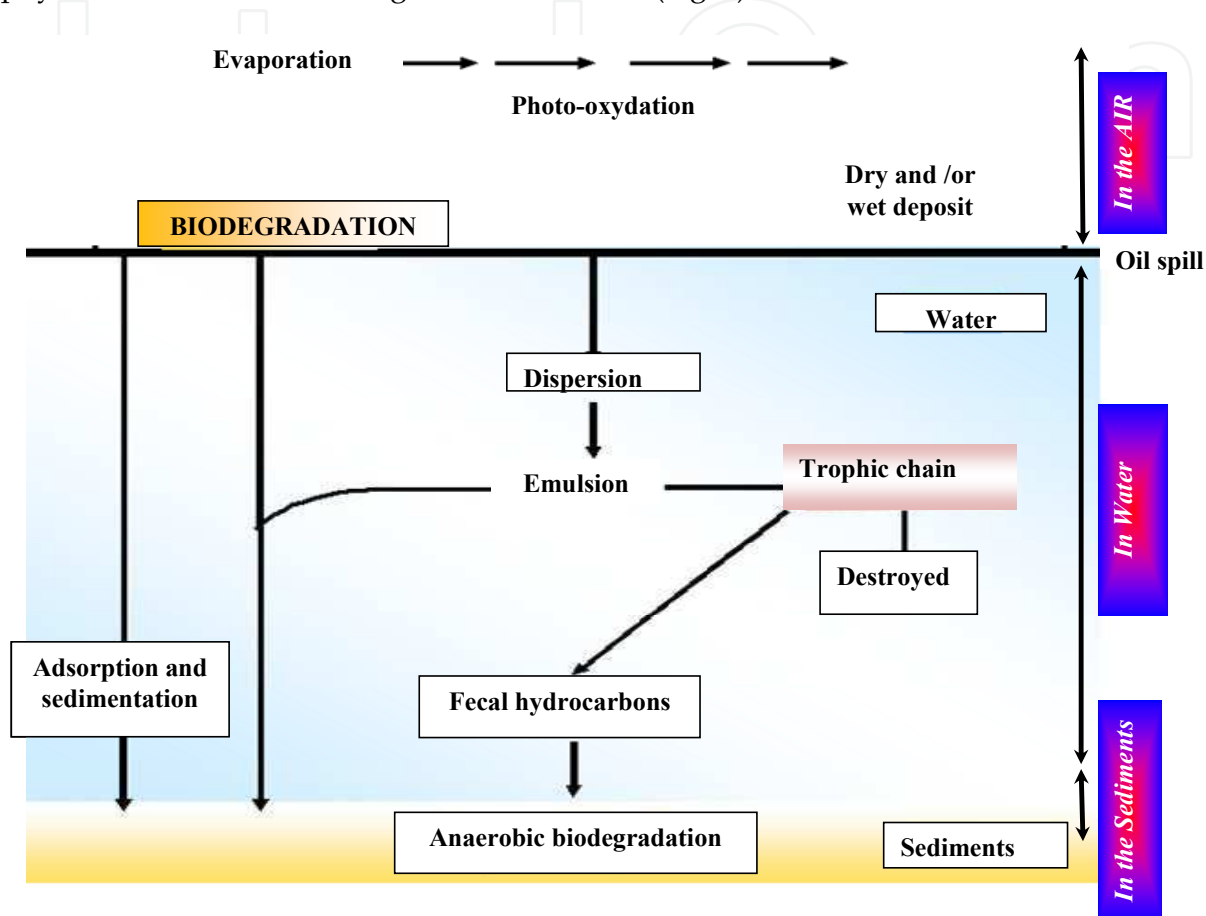 Evaporation
Photo-oxydation
Dry and /or
wet deposit
In the AIR
BIODEGRADATION
Oil spill
Water
Dispersion
Trophic chain
Emulsion
In Water
Destroyed
Adsorption and
sedimentation
Fecal hydrocarbons
Anaerobic biodegradation
Sediments
In the Sediments